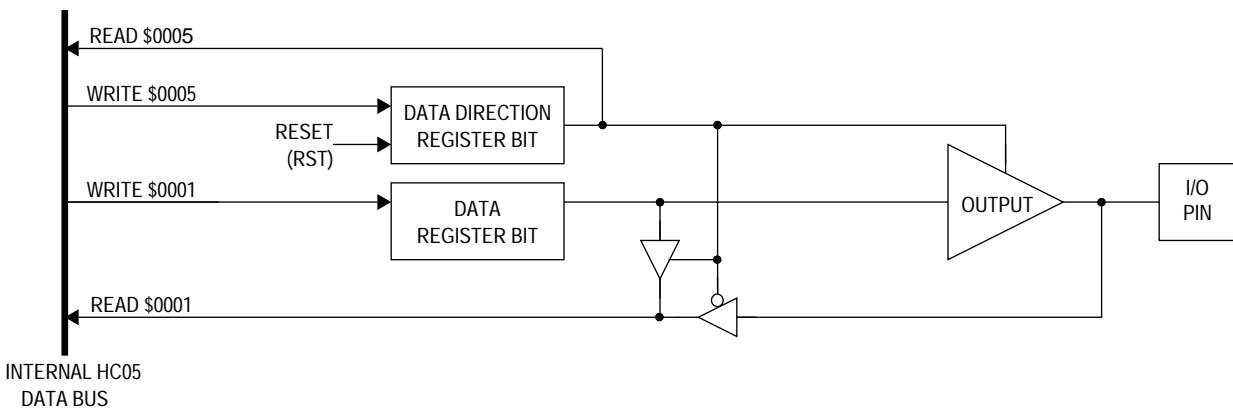 READ $0005
WRITE $0005
DATA DIRECTION
REGISTER BIT
RESET
(RST)
WRITE $0001
DATA
REGISTER BIT
OUTPUT
I/O
PIN
READ $0001
INTERNAL HC05
DATA BUS